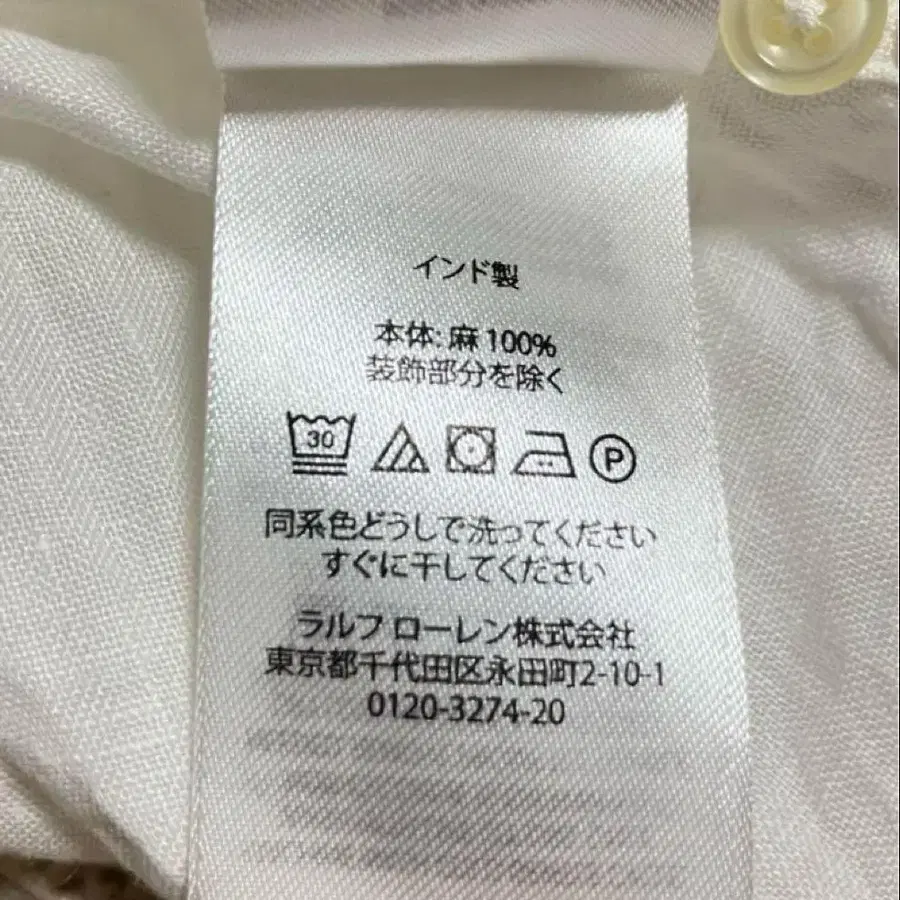 インド製
本体: 麻 100%
装飾部分を除く
30 P
同系色どうしで洗ってください
すぐに干してください
ラルフ ローレン株式会社
東京都千代田区永田町2-10-1
0120-3274-20